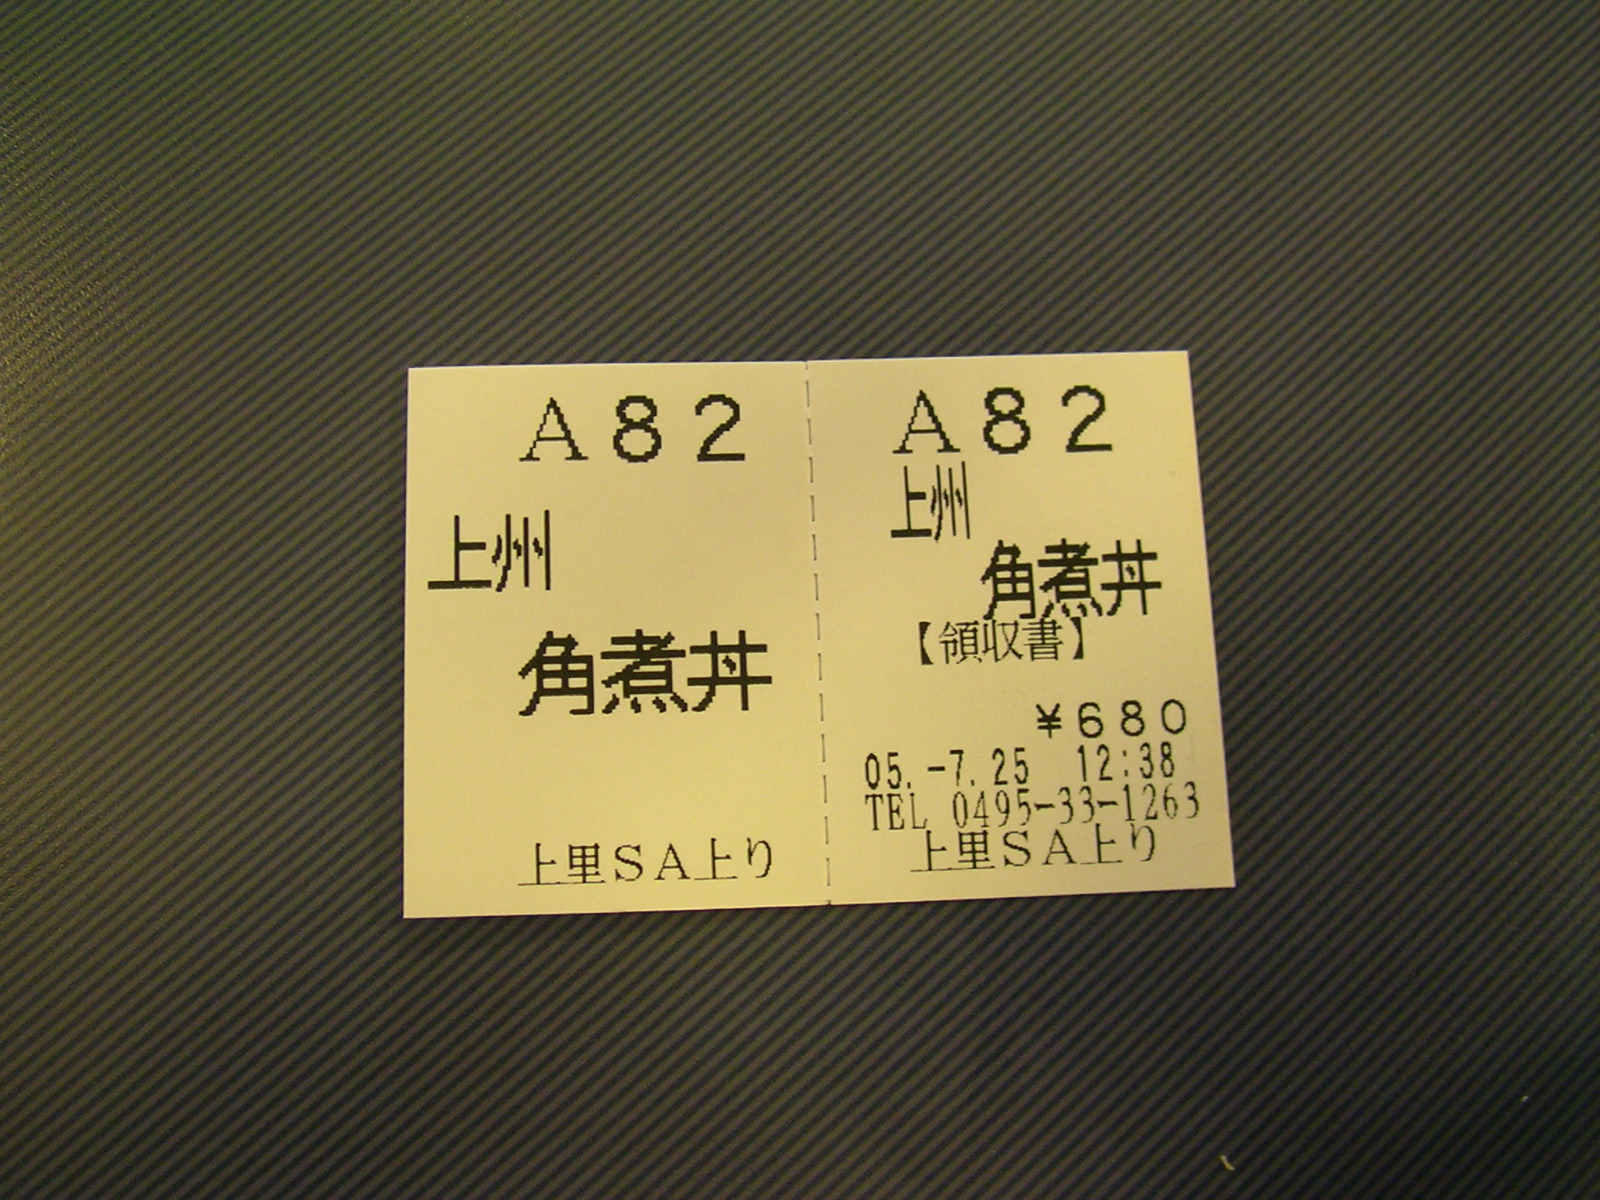 A82
上州
角煮丼
上里SA上り
A82
上州
角煮丼
【領収書】
¥680
05.-7.25 12:38
TEL 0495-33-1263
上里SA上り